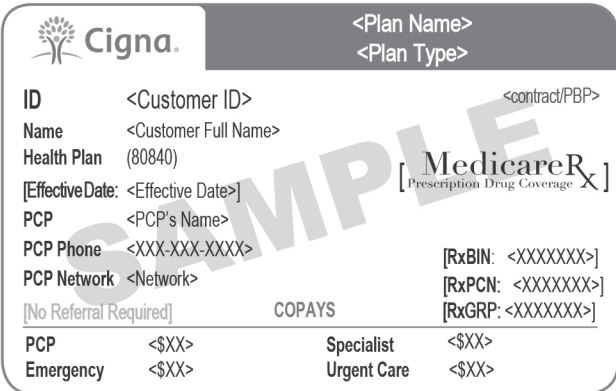 Cigna.
<Plan Name>
<Plan Type>
ID <Customer ID>
<contract/PBP>
Name <Customer Full Name>
Health Plan (80840)
[Effective Date: <Effective Date>]
[MedicareRx
Prescription Drug Coverage]
PCP <PCP's Name>
PCP Phone <XXX-XXX-XXXX>
PCP Network <Network>
[RxBIN: <XXXXXXX>]
[RxPCN: <XXXXXXX>]
[RxGRP: <XXXXXXX>]
[No Referral Required]
COPAYS
PCP <$XX> Specialist <$XX>
Emergency <$XX> Urgent Care <$XX>
SAMPLE